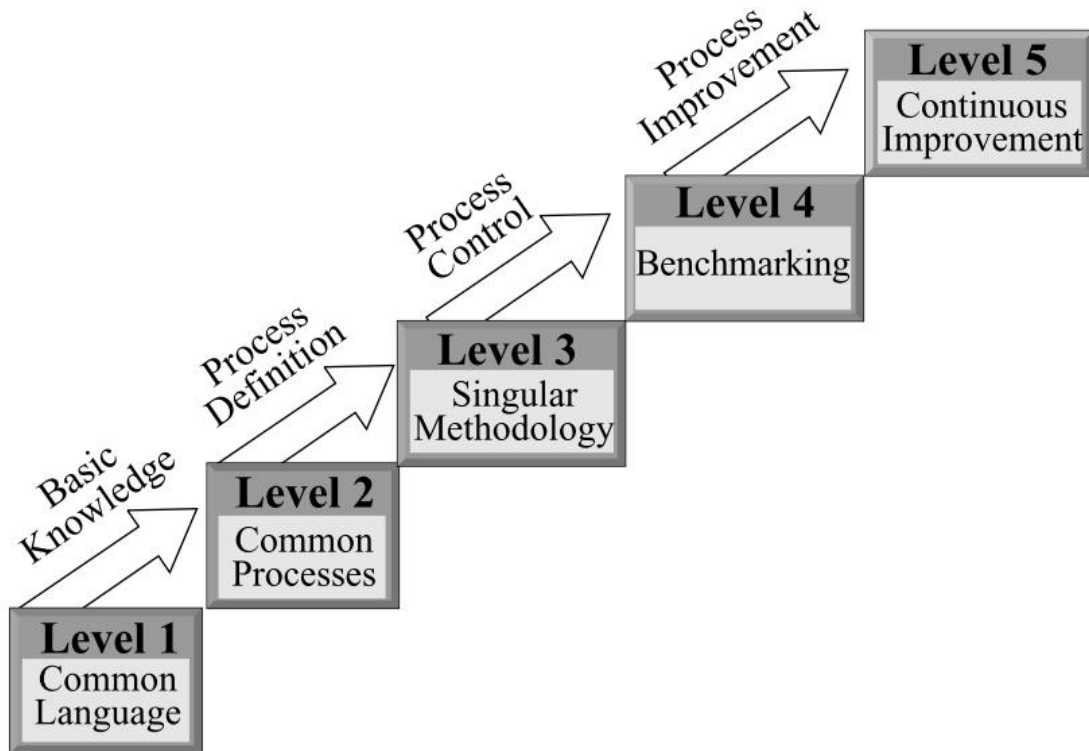 Process
Improvement
Level 5
Continuous
Improvement
Process
Control
Level 4
Benchmarking
Process
Definition
Level 3
Singular
Methodology
Basic
Knowledge
Level 2
Common
Processes
Level 1
Common
Language